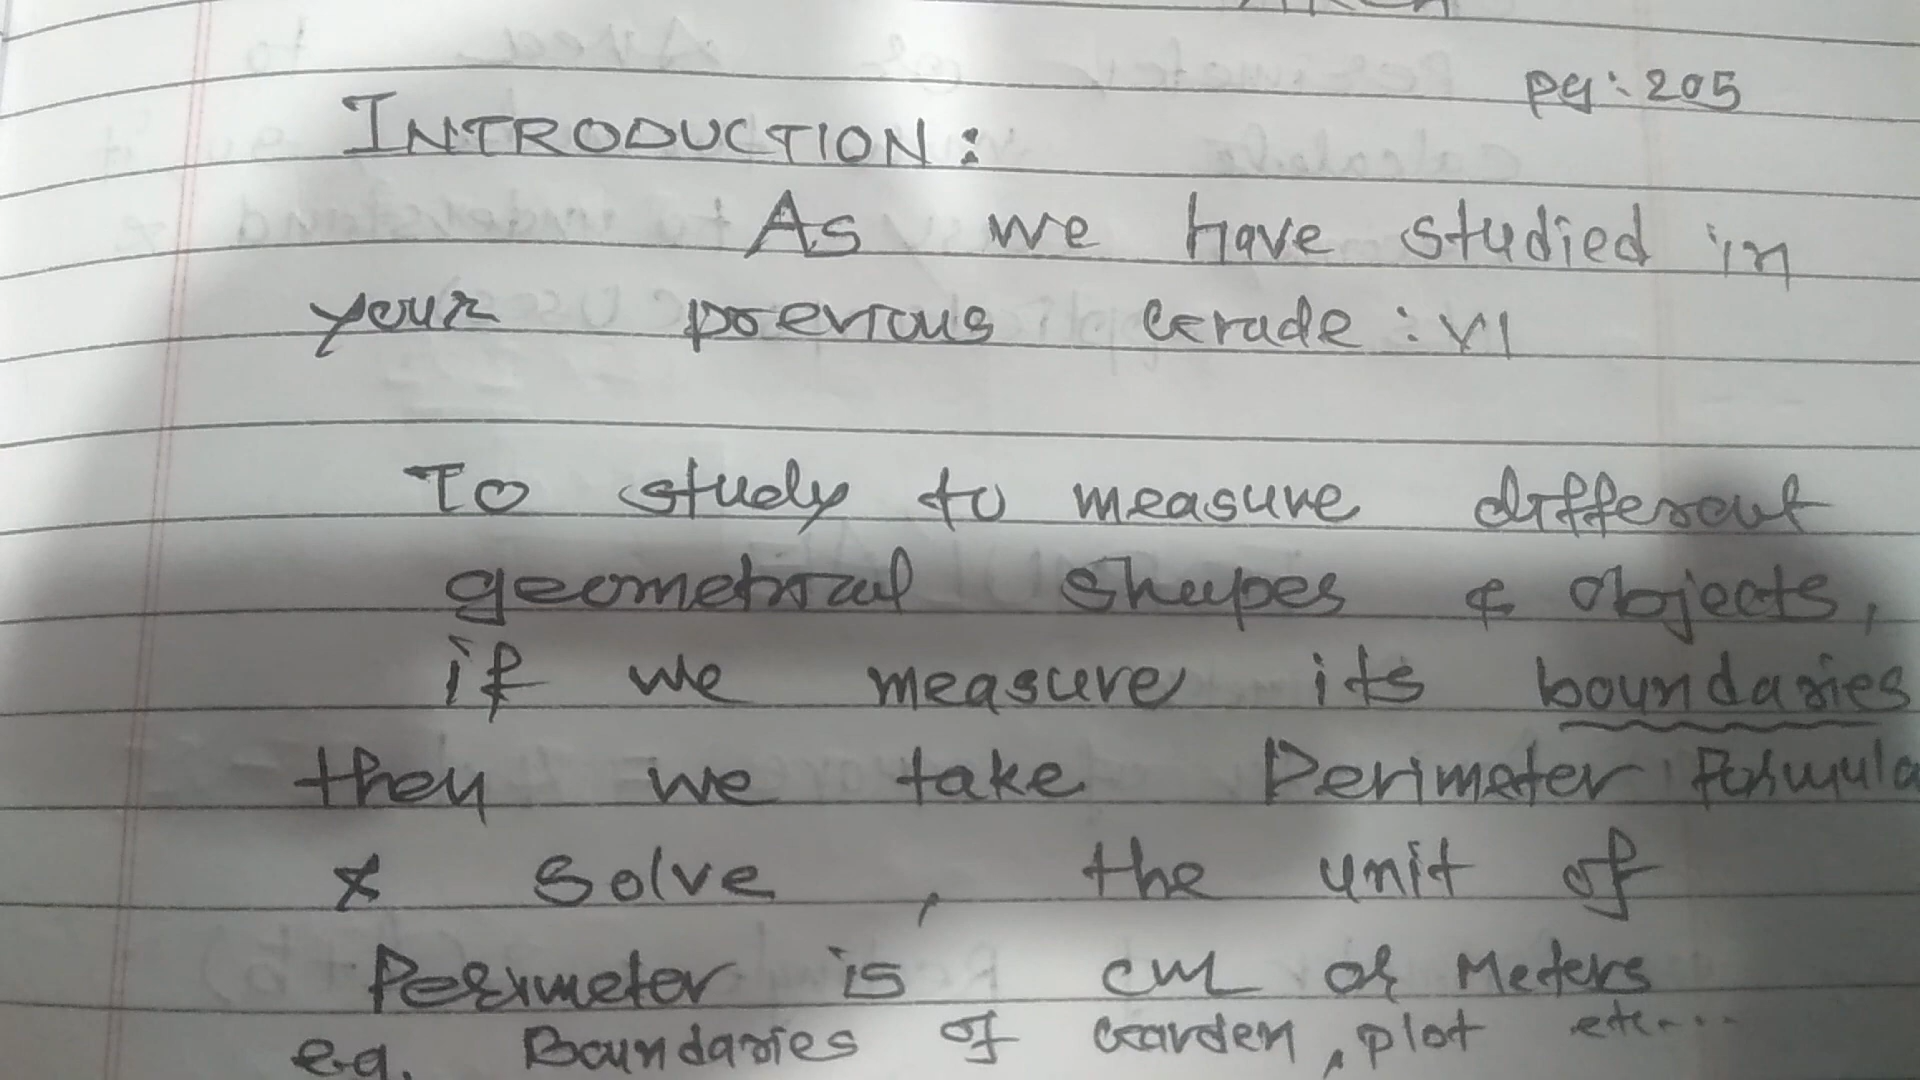 pg: 205
INTRODUCTION:
As we have studied in
your previous Grade: VI
To study to measure different
geometrical shapes & objects,
if we measure its boundaries
then we take Perimeter formula
& solve, the unit of
Perimeter is cm or Meters
e.g. Boundaries of Garden, plot etc....